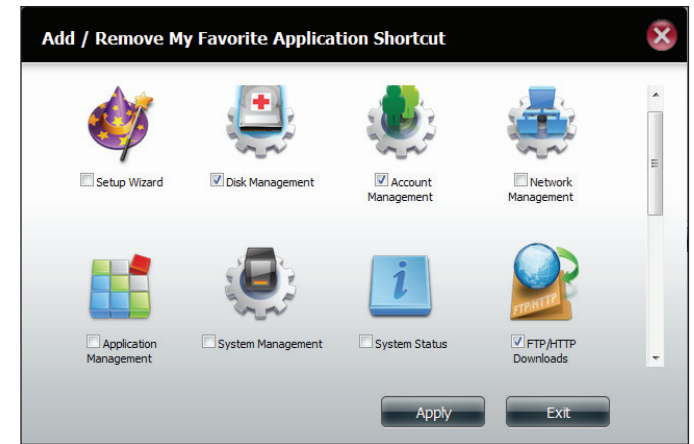 Add / Remove My Favorite Application Shortcut
Setup Wizard
Disk Management
Account
Management
Network
Management
FTP/HTTP
Application
Management
System Management
System Status
FTP/HTTP
Downloads
Apply
Exit